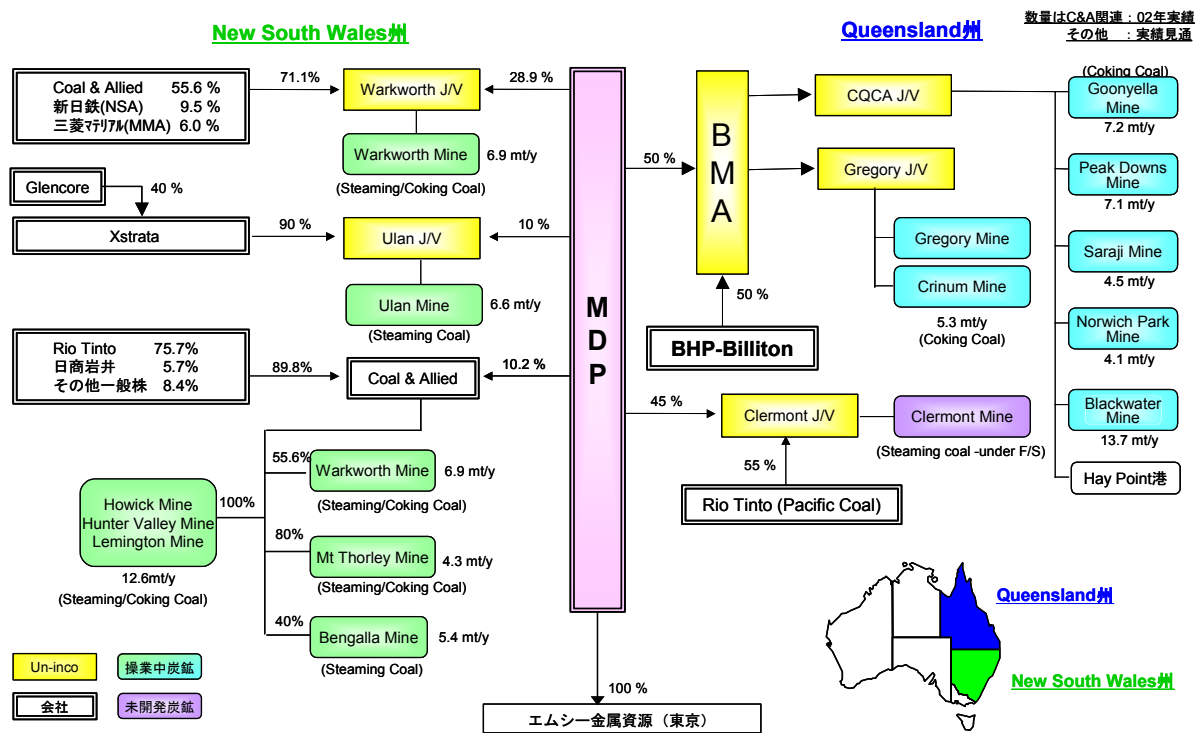 数量はC&A関連：02年実績
その他　：実績見通
New South Wales州
Queensland州
Coal & Allied 55.6 %
新日鉄(NSA) 9.5 %
三菱ﾏﾃﾘｱﾙ(MMA) 6.0 %
71.1%
Warkworth J/V
28.9 %
Warkworth Mine
6.9 mt/y
(Steaming/Coking Coal)
Glencore
40 %
Xstrata
90 %
Ulan J/V
10 %
Ulan Mine
6.6 mt/y
(Steaming Coal)
Rio Tinto 75.7%
日商岩井 5.7%
その他一般株 8.4%
89.8%
Coal & Allied
10.2 %
Howick Mine
Hunter Valley Mine
Lemington Mine
100%
12.6mt/y
(Steaming/Coking Coal)
55.6%
Warkworth Mine
6.9 mt/y
(Steaming/Coking Coal)
80%
Mt Thorley Mine
4.3 mt/y
(Steaming/Coking Coal)
40%
Bengalla Mine
5.4 mt/y
(Steaming Coal)
M
D
P
100 %
エムシー金属資源（東京）
50 %
B
M
A
50 %
BHP-Billiton
CQCA J/V
Gregory J/V
Gregory Mine
Crinum Mine
5.3 mt/y
(Coking Coal)
(Coking Coal)
Goonyella
Mine
7.2 mt/y
Peak Downs
Mine
7.1 mt/y
Saraji Mine
4.5 mt/y
Norwich Park
Mine
4.1 mt/y
Blackwater
Mine
13.7 mt/y
Hay Point港
45 %
Clermont J/V
Clermont Mine
(Steaming coal -under F/S)
55 %
Rio Tinto (Pacific Coal)
Queensland州
New South Wales州
Un-inco
操業中炭鉱
会社
未開発炭鉱